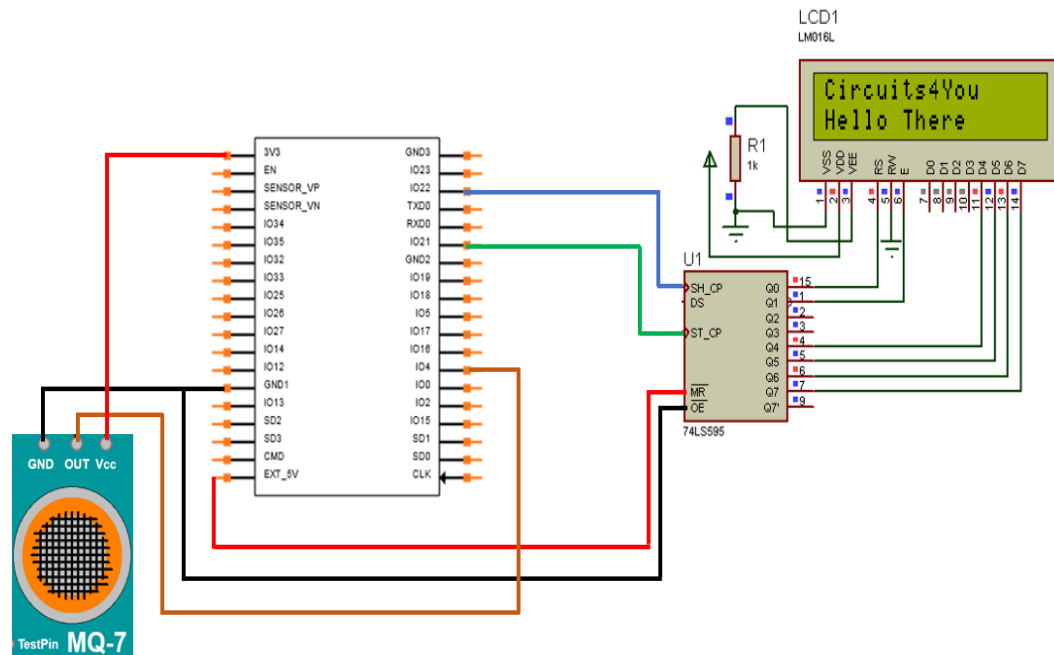 LCD1
LM016L
Circuits4You
Hello There
R1
1k
VSS
VDD
VEE
RS
RW
E
D0
D1
D2
D3
D4
D5
D6
D7
1
2
3
4
5
6
7
8
9
10
11
12
13
14
3V3
GND3
EN
IO23
SENSOR_VP
IO22
SENSOR_VN
TXD0
IO34
RXD0
IO35
IO21
IO32
GND2
IO33
IO19
IO25
IO18
IO26
IO5
IO27
IO17
IO14
IO16
IO12
IO4
GND1
IO0
IO13
IO2
SD2
IO15
SD3
SD1
CMD
SD0
EXT_5V
CLK
U1
SH_CP
Q0
15
DS
Q1
1
Q2
2
ST_CP
Q3
3
Q4
4
Q5
5
Q6
6
MR
Q7
7
OE
Q7'
9
74LS595
GND OUT Vcc
TestPin MQ-7